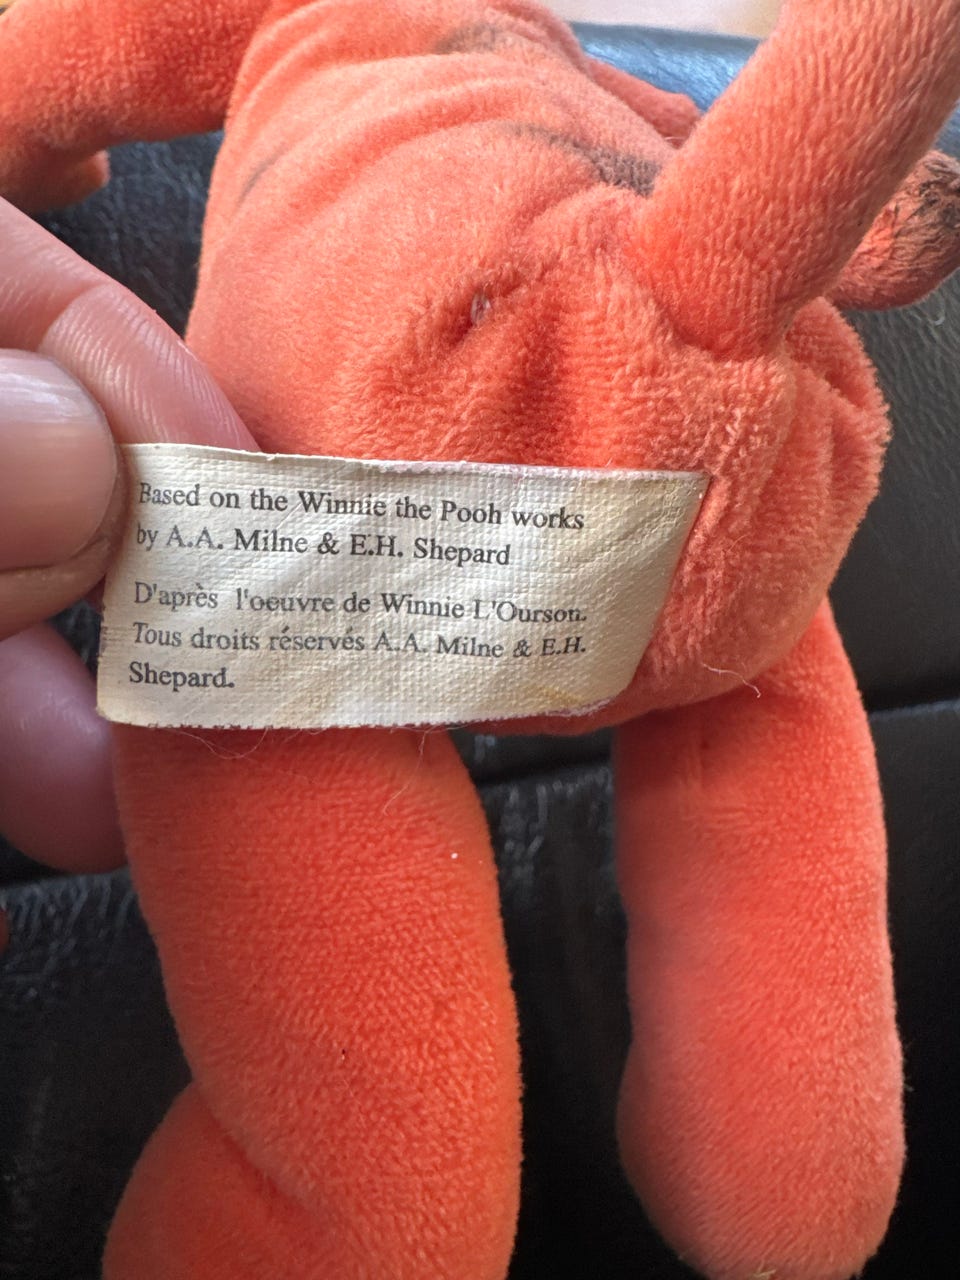 Based on the Winnie the Pooh works
by A.A. Milne & E.H. Shepard
D'après l'oeuvre de Winnie L'Ourson.
Tous droits réservés A.A. Milne & E.H.
Shepard.